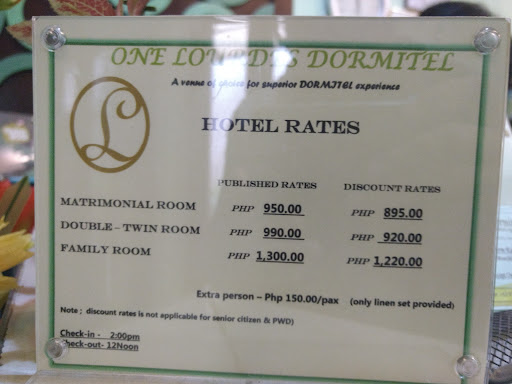 ONE LOURDES DORMITEL
A venue of choice for superior DORMITEL experience
L
HOTEL RATES
PUBLISHED RATES DISCOUNT RATES
MATRIMONIAL ROOM PHP 950.00 PHP 895.00
DOUBLE – TWIN ROOM PHP 990.00 PHP 920.00
FAMILY ROOM PHP 1,300.00 PHP 1,220.00
Extra person – Php 150.00/pax (only linen set provided)
Note ; discount rates is not applicable for senior citizen & PWD)
Check-in - 2:00pm
Check-out- 12Noon